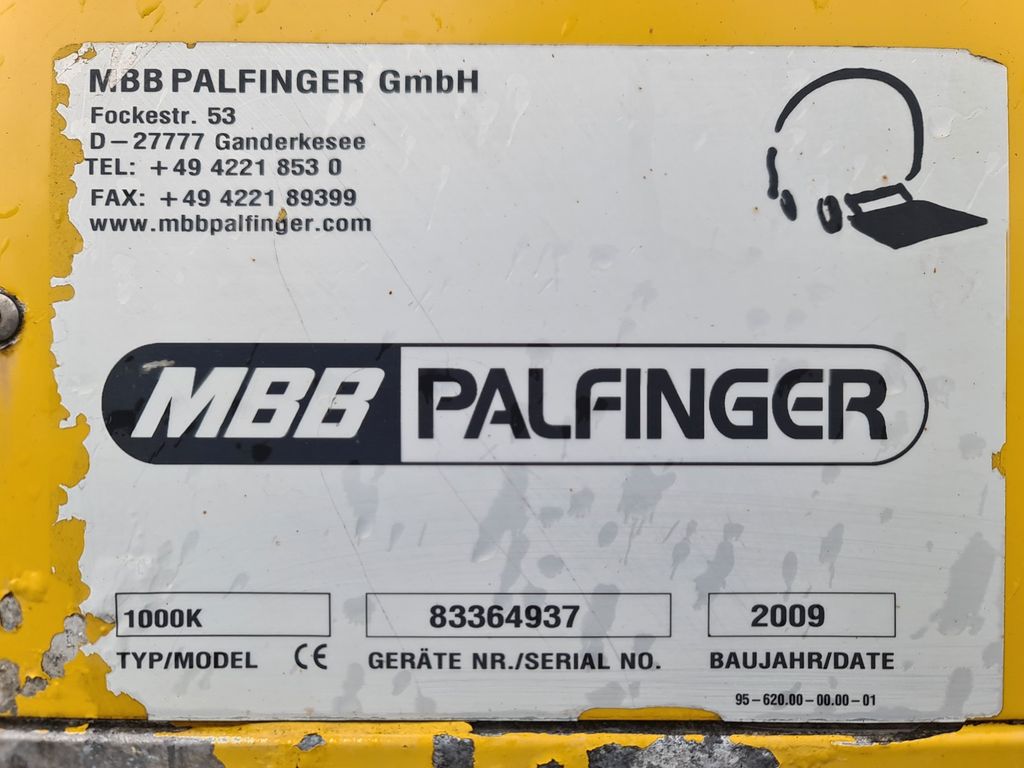 MBB PALFINGER GmbH
Fockestr. 53
D-27777 Ganderkesee
TEL: +49 4221 853 0
FAX: +49 4221 89399
www.mbbpalfinger.com
MBB PALFINGER
1000K 83364937 2009
TYP/MODEL CE GERÄTE NR./SERIAL NO. BAUJAHR/DATE
95-620.00-00.00-01